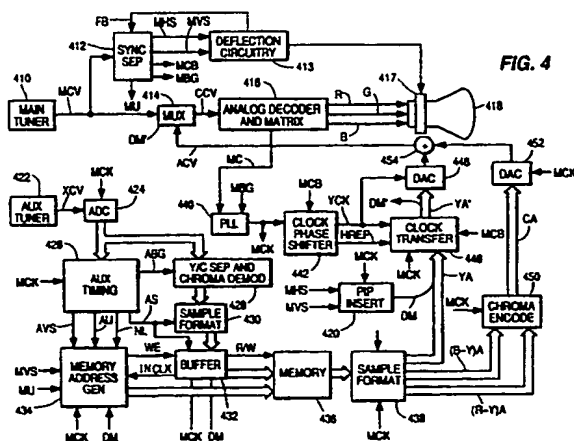 FIG. 4
FB
MHS
MVS
412
SYNC SEP
DEFLECTION CIRCUITRY
413
MCB
MBG
410
MAIN TUNER
MCV
MU
414
MUX
DM'
CCV
416
ANALOG DECODER AND MATRIX
R
G
B
417
418
ACV
MC
454
452
DAC
MCK
422
AUX TUNER
XCV
MCK
424
ADC
MBG
440
PLL
MCK
MCB
CLOCK PHASE SHIFTER
442
YCK
HREF
448
DAC
DM'
YA'
CLOCK TRANSFER
446
MCB
MCK
YA
CA
426
AUX TIMING
MCK
ABG
Y/C SEP AND CHROMA DEMOD
428
AS
SAMPLE FORMAT
430
MCK
MHS
MVS
PIP INSERT
420
DM
450
MCK
CHROMA ENCODE
AVS
AU
NL
WE
BUFFER
432
R/W
IN CLK
MVS
MU
MEMORY ADDRESS GEN
434
MCK
DM
MCK
DM
MEMORY
436
SAMPLE FORMAT
438
MCK
(B-Y)A
(R-Y)A